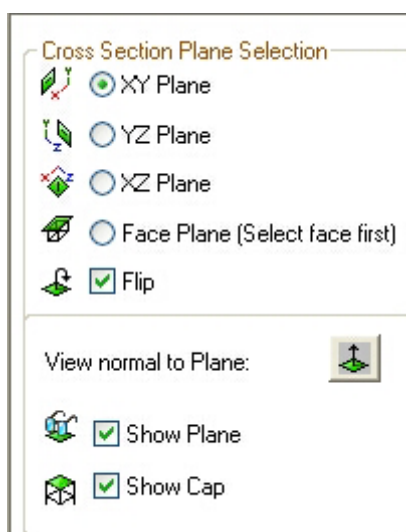 Cross Section Plane Selection
XY Plane
YZ Plane
XZ Plane
Face Plane (Select face first)
Flip
View normal to Plane:
Show Plane
Show Cap